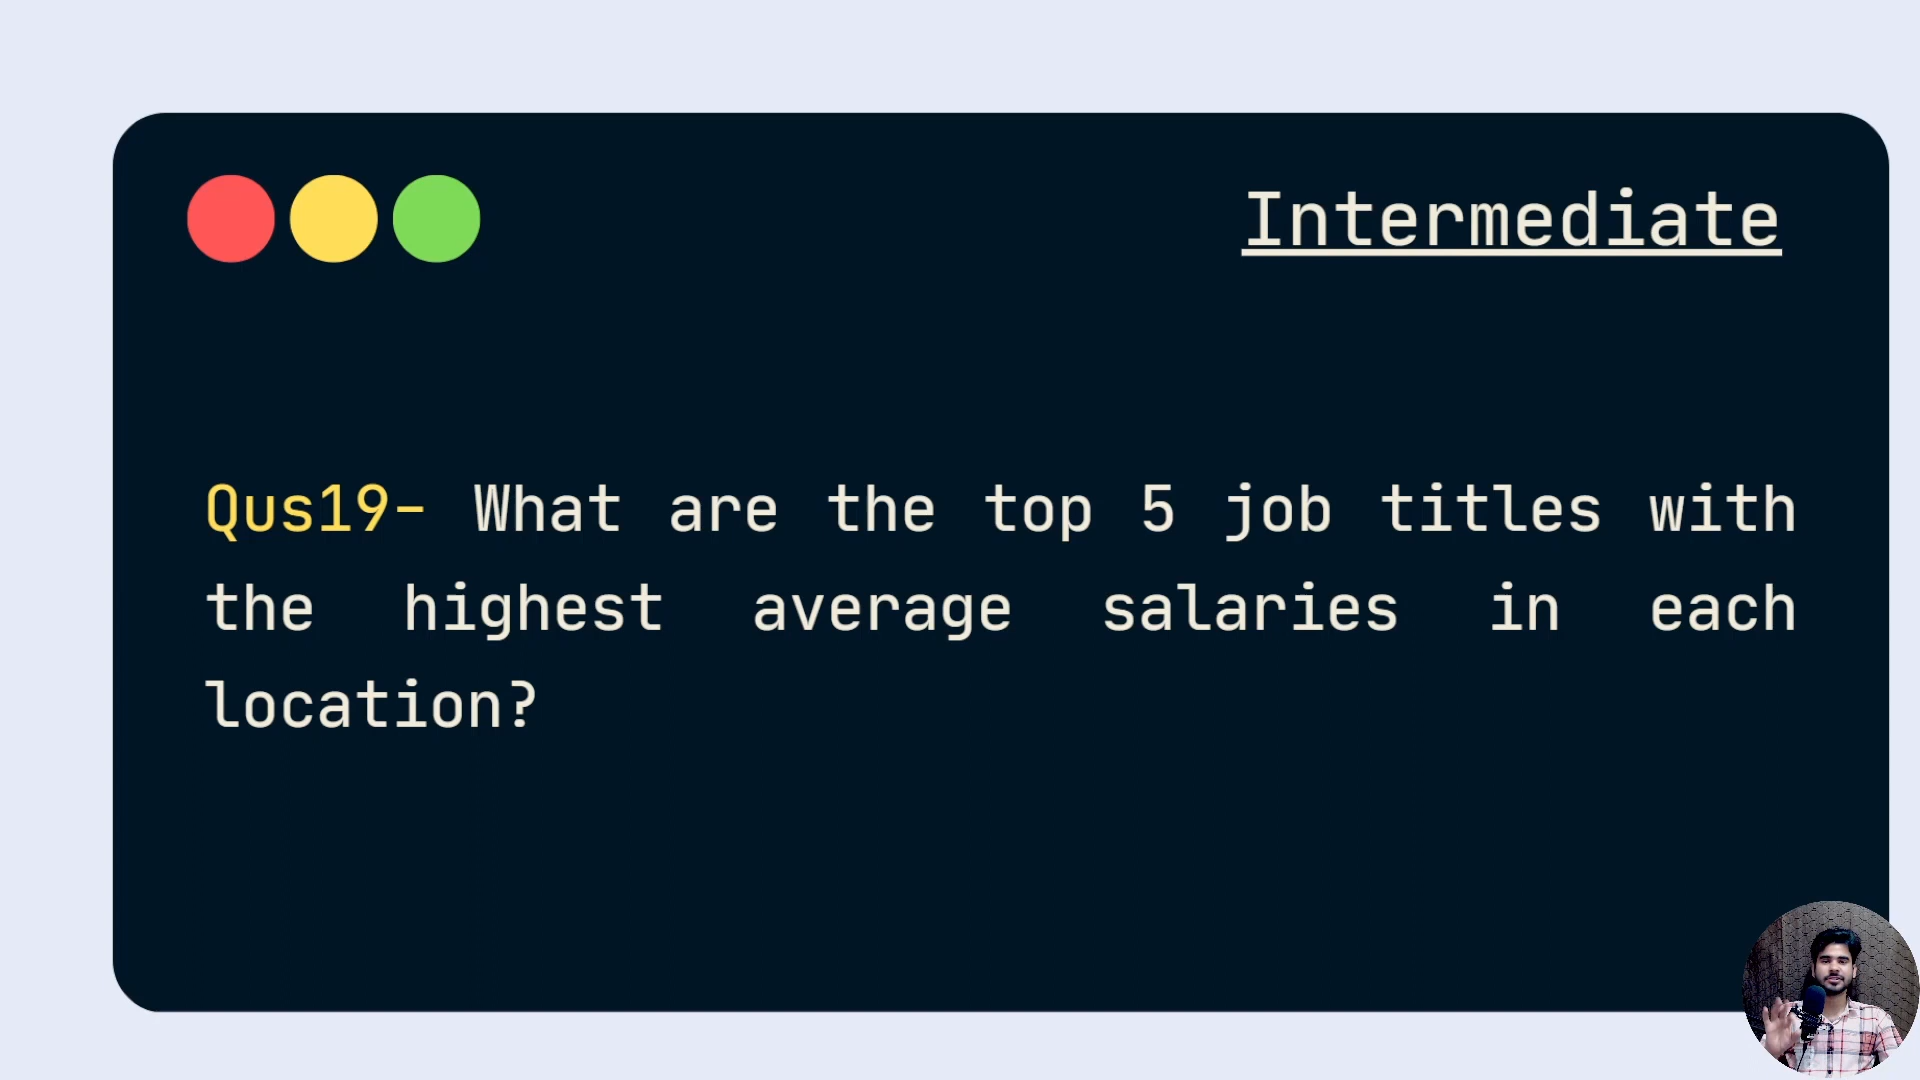 Intermediate
Qus19- What are the top 5 job titles with
the highest average salaries in each
location?